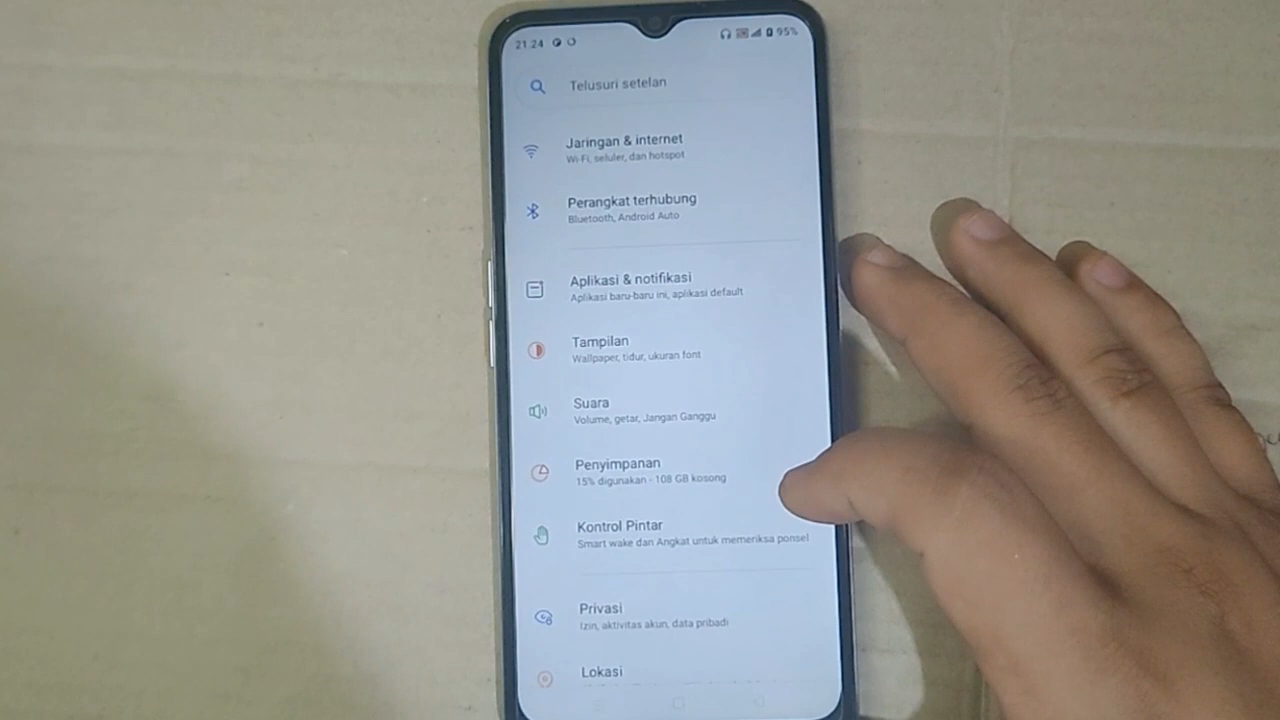 21.24
95%
Telusuri setelan
Jaringan & internet
Wi-Fi, seluler, dan hotspot
Perangkat terhubung
Bluetooth, Android Auto
Aplikasi & notifikasi
Aplikasi baru-baru ini, aplikasi default
Tampilan
Wallpaper, tidur, ukuran font
Suara
Volume, getar, Jangan Ganggu
Penyimpanan
15% digunakan - 108 GB kosong
Kontrol Pintar
Smart wake dan Angkat untuk memeriksa ponsel
Privasi
Izin, aktivitas akun, data pribadi
Lokasi